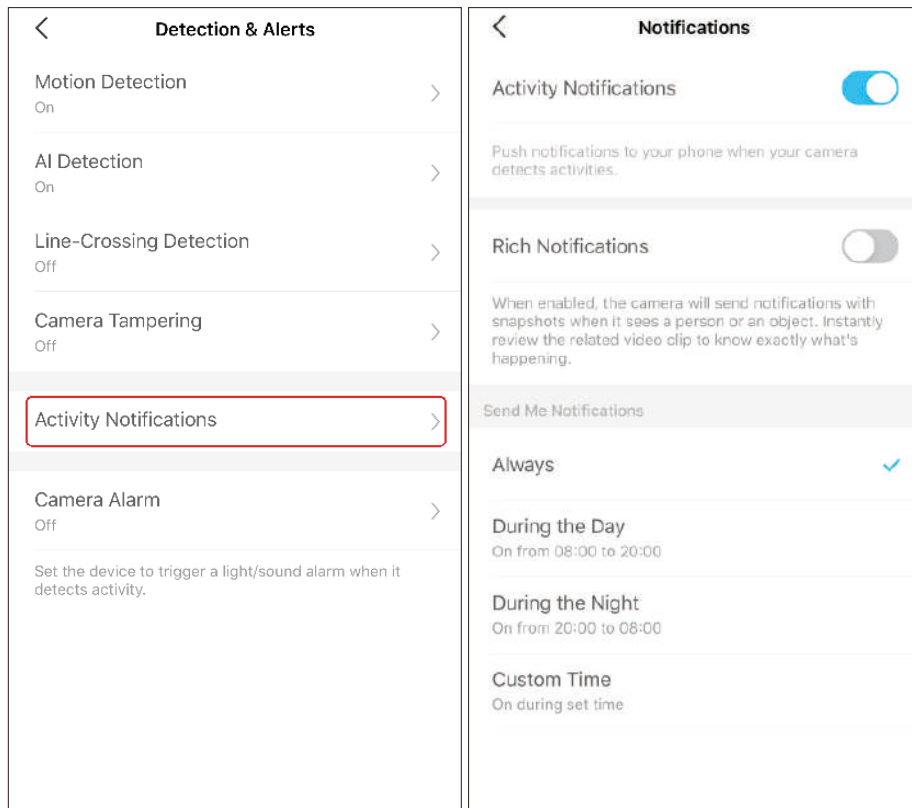 Detection & Alerts
Motion Detection
On
AI Detection
On
Line-Crossing Detection
Off
Camera Tampering
Off
Activity Notifications
Camera Alarm
Off
Set the device to trigger a light/sound alarm when it
detects activity.
Notifications
Activity Notifications
Push notifications to your phone when your camera
detects activities.
Rich Notifications
When enabled, the camera will send notifications with
snapshots when it sees a person or an object. Instantly
review the related video clip to know exactly what's
happening.
Send Me Notifications
Always
During the Day
On from 08:00 to 20:00
During the Night
On from 20:00 to 08:00
Custom Time
On during set time